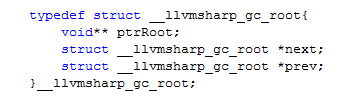 typedef struct __llvmsharp_gc_root{
    void** ptrRoot;
    struct __llvmsharp_gc_root *next;
    struct __llvmsharp_gc_root *prev;
}__llvmsharp_gc_root;